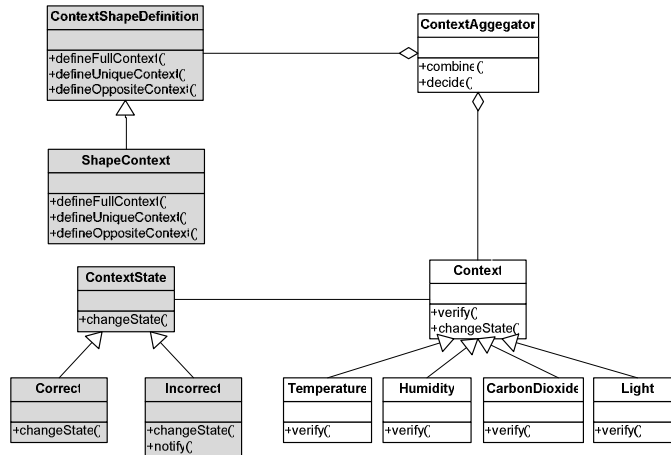 ContextShapeDefinition
+defineFullContext()
+defineUniqueContext()
+defineOppositeContext()
ContextAggegator
+combine()
+decide()
ShapeContext
+defineFullContext()
+defineUniqueContext()
+defineOppositeContext()
ContextState
+changeState()
Context
+verify()
+changeState()
Correct
+changeState()
Incorrect
+changeState()
+notify()
Temperature
+verify()
Humidity
+verify()
CarbonDioxide
+verify()
Light
+verify()